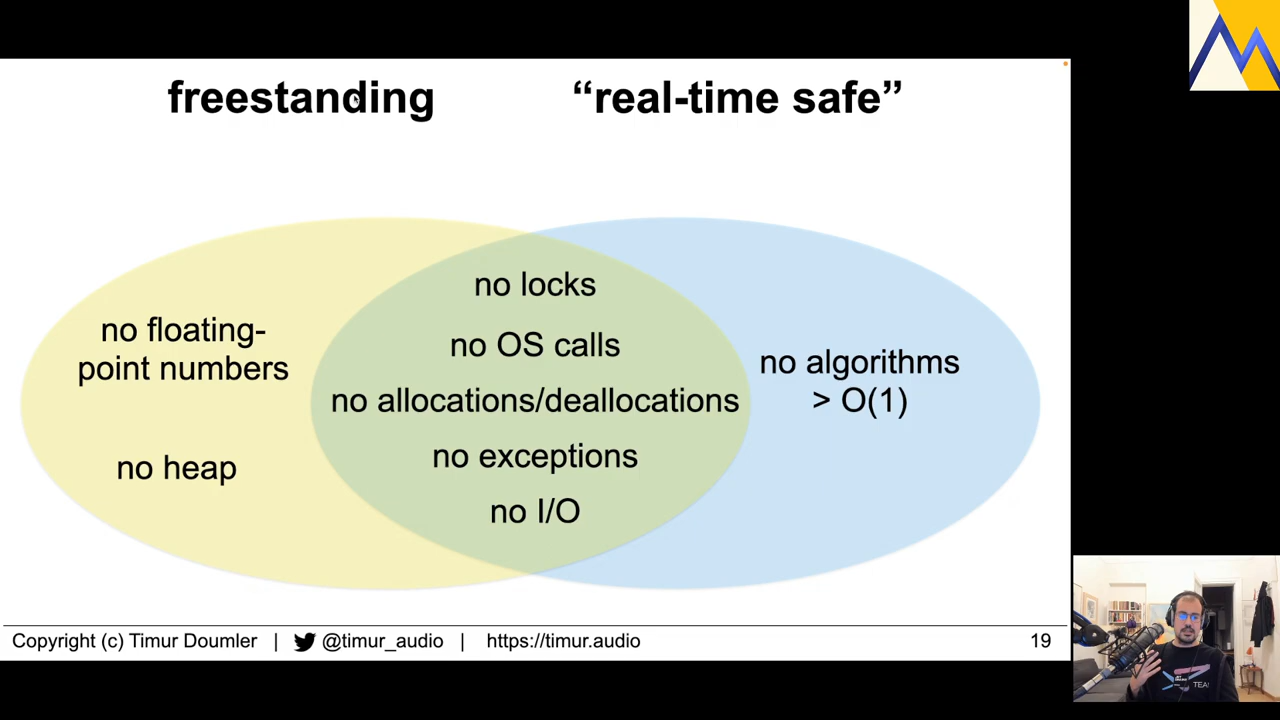 freestanding
“real-time safe”
no locks
no floating-
point numbers
no OS calls
no algorithms
> O(1)
no allocations/deallocations
no heap
no exceptions
no I/O
Copyright (c) Timur Doumler | @timur_audio | https://timur.audio
19
TEA